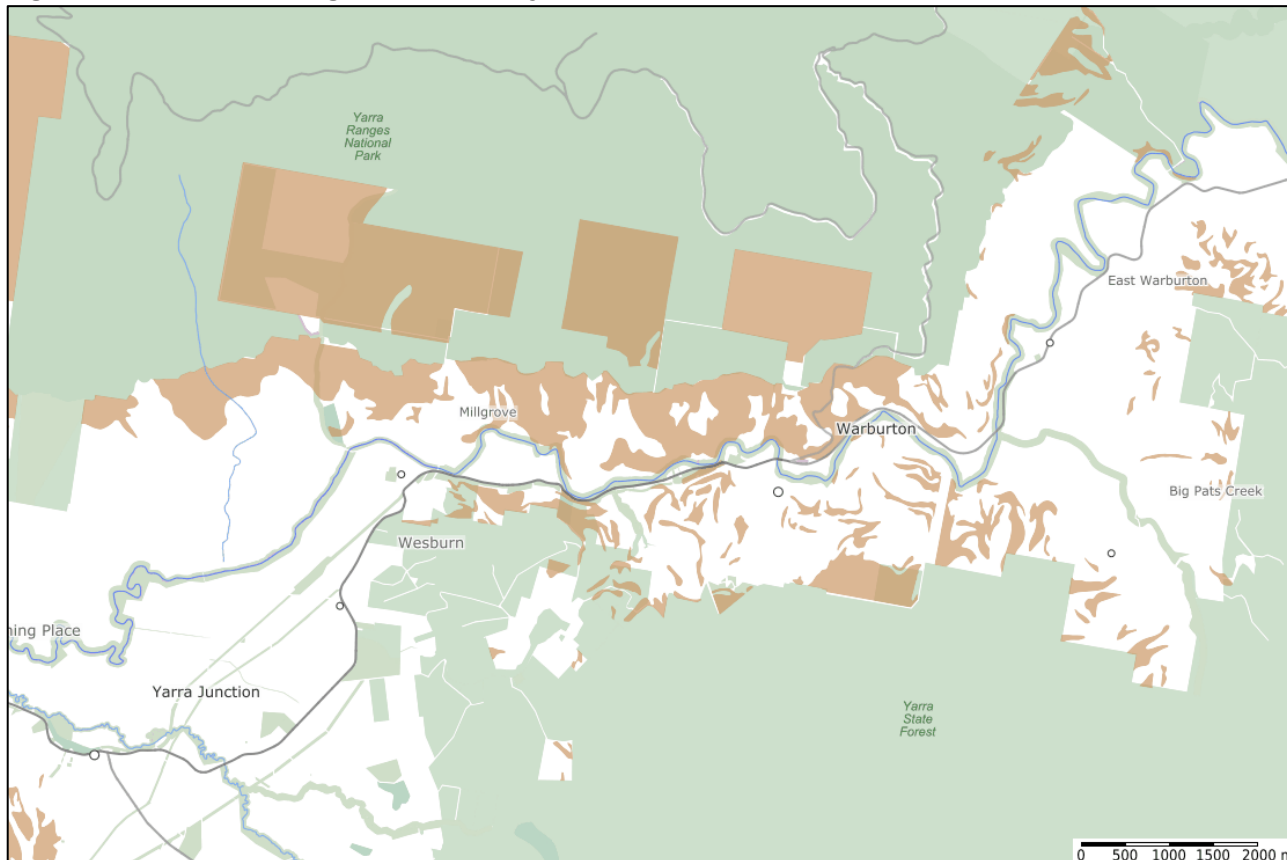 Yarra
Ranges
National
Park
East Warburton
Millgrove
Warburton
Big Pats Creek
Wesburn
ning Place
Yarra Junction
Yarra
State
Forest
0 500 1000 1500 2000 m